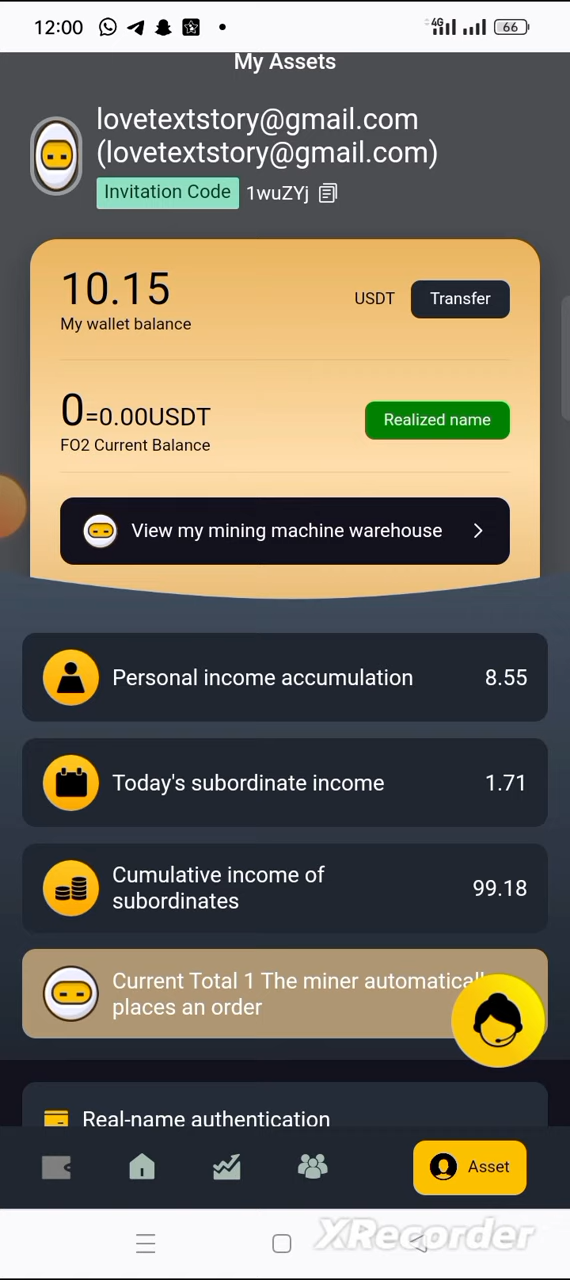 12:00
4G
66
My Assets
lovetextstory@gmail.com
(lovetextstory@gmail.com)
Invitation Code 1wuZYj
10.15
USDT Transfer
My wallet balance
0=0.00USDT
Realized name
FO2 Current Balance
View my mining machine warehouse
Personal income accumulation 8.55
Today's subordinate income 1.71
Cumulative income of
subordinates
99.18
Current Total 1 The miner automatically
places an order
Real-name authentication
Asset
XRecorder